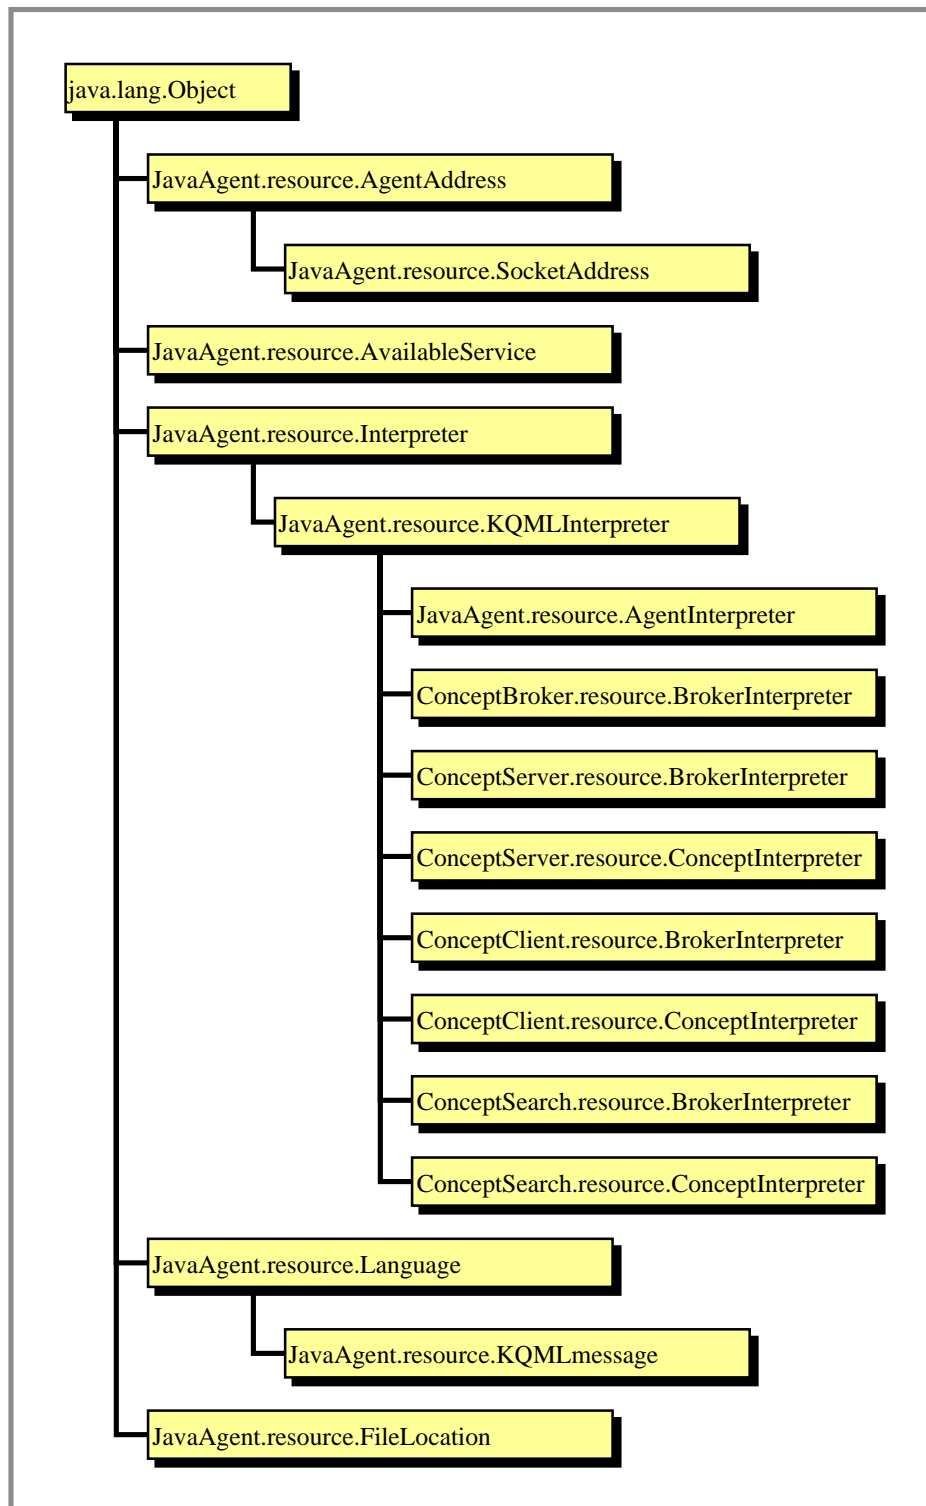 java.lang.Object
JavaAgent.resource.AgentAddress
JavaAgent.resource.SocketAddress
JavaAgent.resource.AvailableService
JavaAgent.resource.Interpreter
JavaAgent.resource.KQMLInterpreter
JavaAgent.resource.AgentInterpreter
ConceptBroker.resource.BrokerInterpreter
ConceptServer.resource.BrokerInterpreter
ConceptServer.resource.ConceptInterpreter
ConceptClient.resource.BrokerInterpreter
ConceptClient.resource.ConceptInterpreter
ConceptSearch.resource.BrokerInterpreter
ConceptSearch.resource.ConceptInterpreter
JavaAgent.resource.Language
JavaAgent.resource.KQMLmessage
JavaAgent.resource.FileLocation